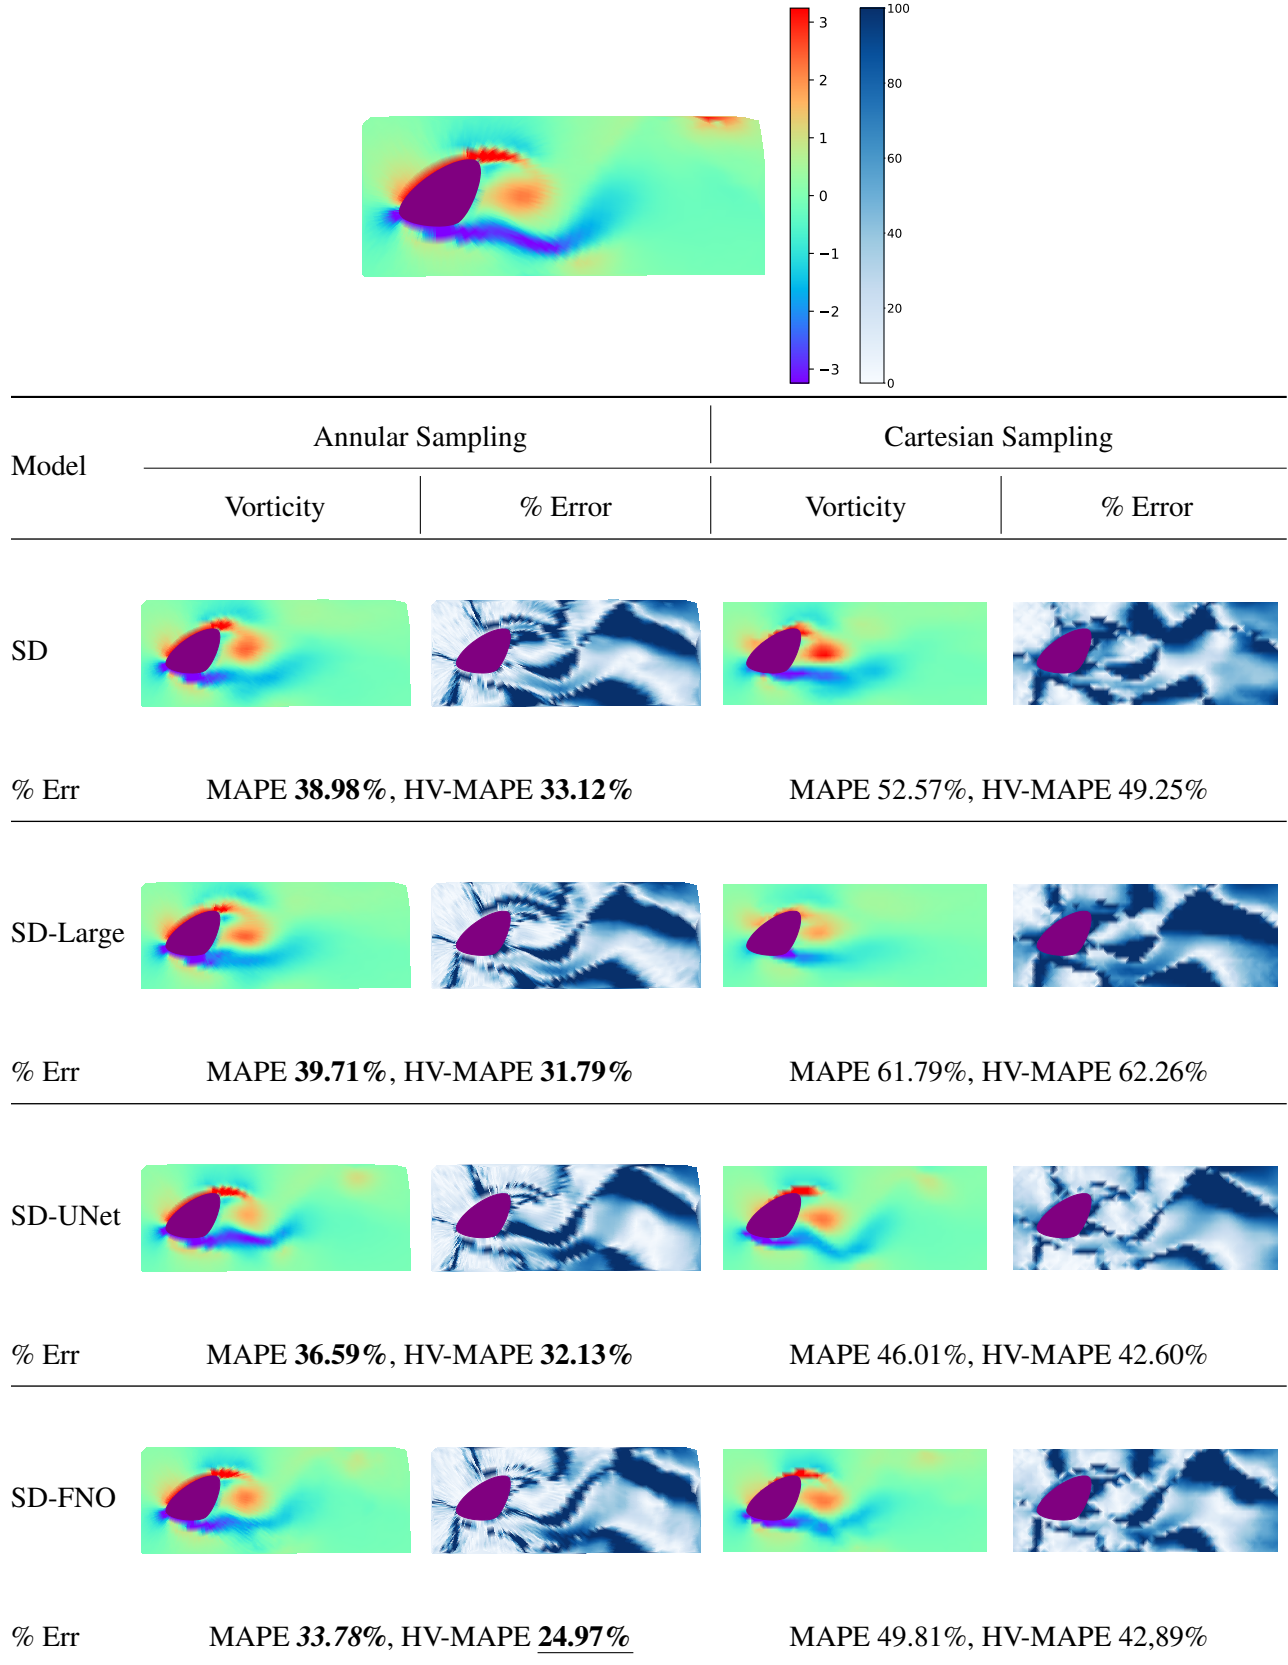 3
2
1
0
−1
−2
−3
100
80
60
40
20
0
Model
Annular Sampling
Cartesian Sampling
Vorticity
% Error
Vorticity
% Error
SD
% Err
MAPE 38.98%, HV-MAPE 33.12%
MAPE 52.57%, HV-MAPE 49.25%
SD-Large
% Err
MAPE 39.71%, HV-MAPE 31.79%
MAPE 61.79%, HV-MAPE 62.26%
SD-UNet
% Err
MAPE 36.59%, HV-MAPE 32.13%
MAPE 46.01%, HV-MAPE 42.60%
SD-FNO
% Err
MAPE 33.78%, HV-MAPE 24.97%
MAPE 49.81%, HV-MAPE 42,89%